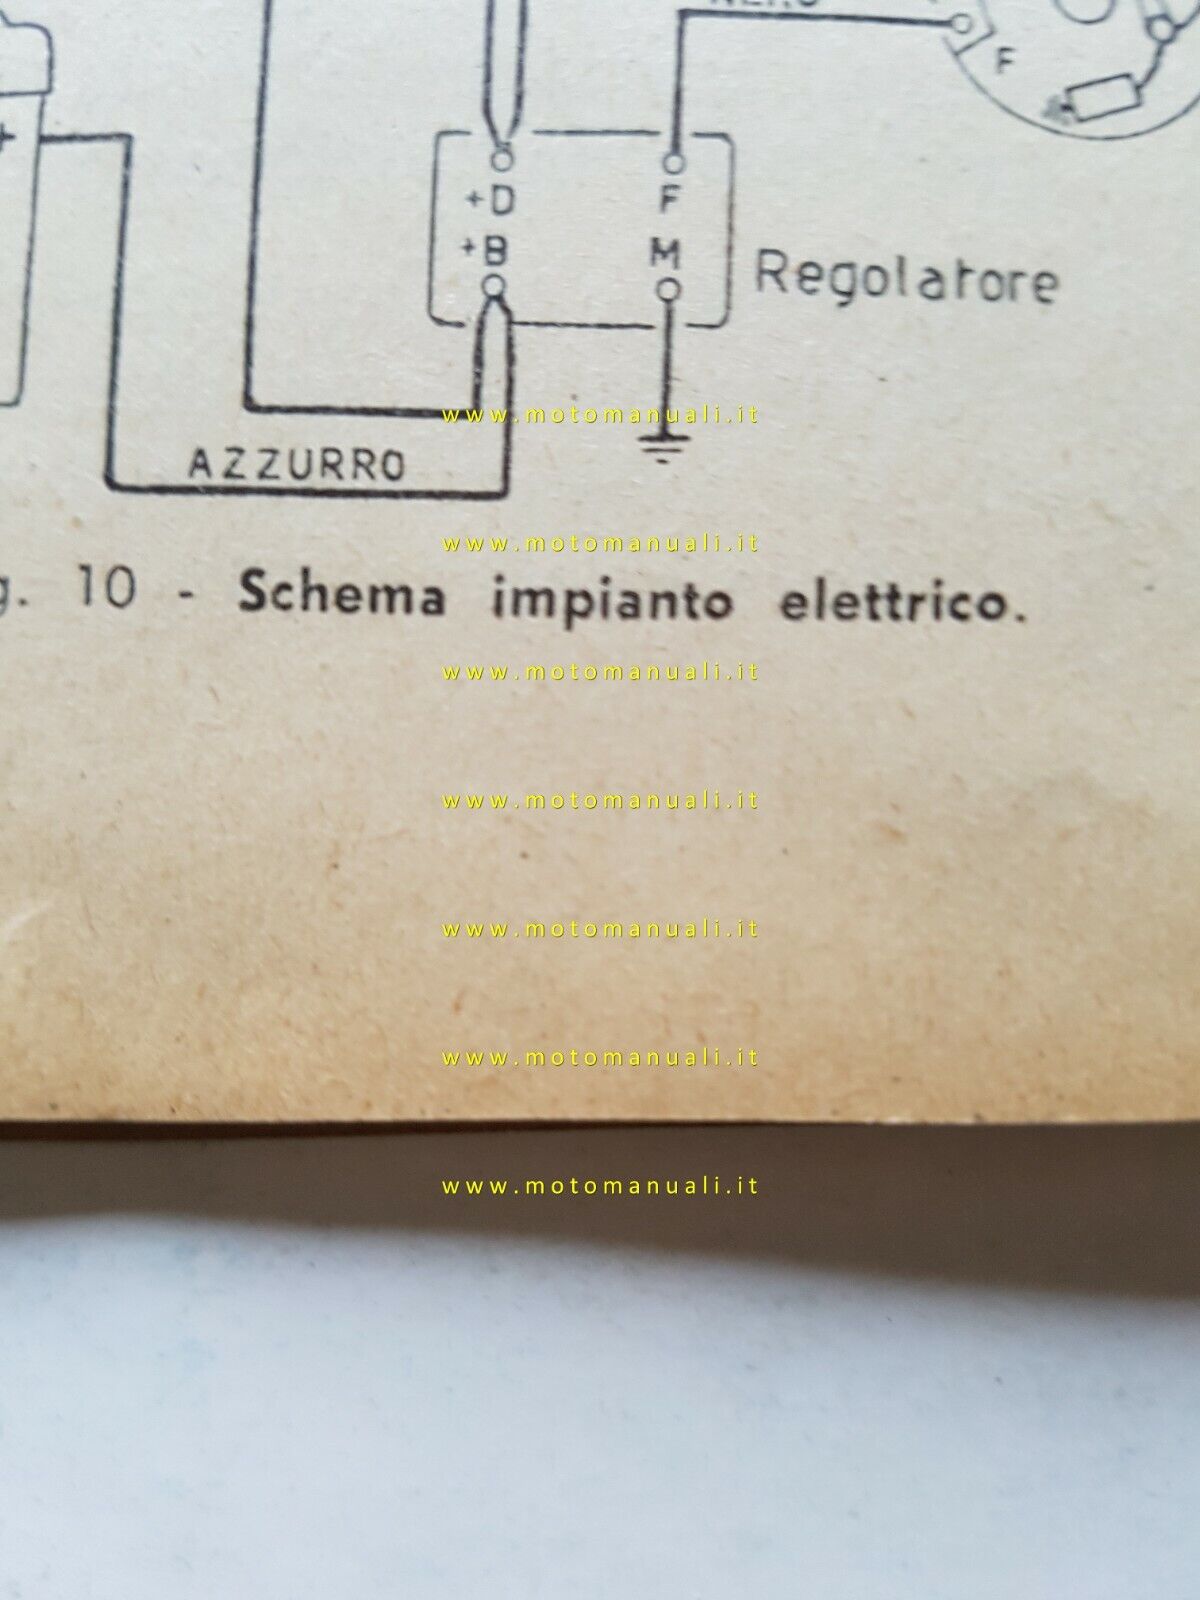 F
+
+D F
+B M
Regolatore
www.motomanuali.it
AZZURRO
www.motomanuali.it
10 - Schema impianto elettrico.
www.motomanuali.it
www.motomanuali.it
www.motomanuali.it
www.motomanuali.it
www.motomanuali.it